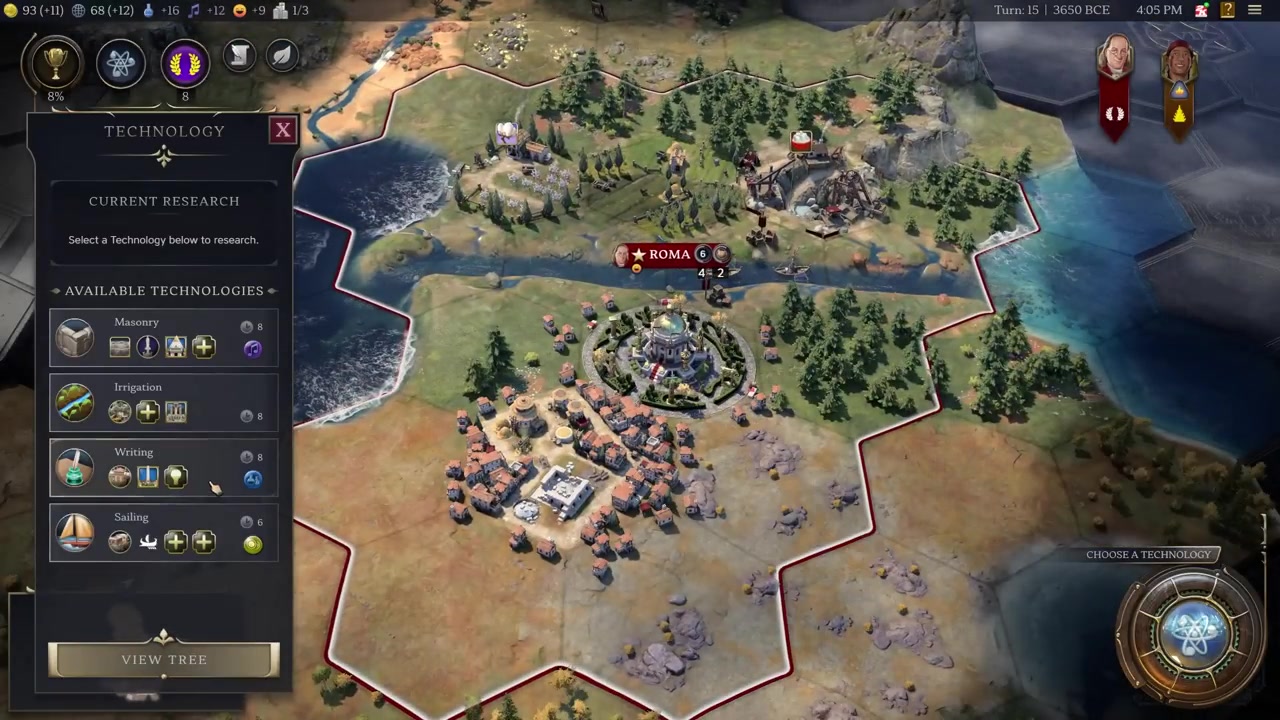 93 (+11) 68 (+12) +16 +12 +9 1/3
Turn: 15 | 3650 BCE 4:05 PM ?
8% 8
TECHNOLOGY X
CURRENT RESEARCH
Select a Technology below to research.
AVAILABLE TECHNOLOGIES
Masonry 8
Irrigation 8
Writing 8
Sailing 6
VIEW TREE
ROMA 6
4 2
CHOOSE A TECHNOLOGY